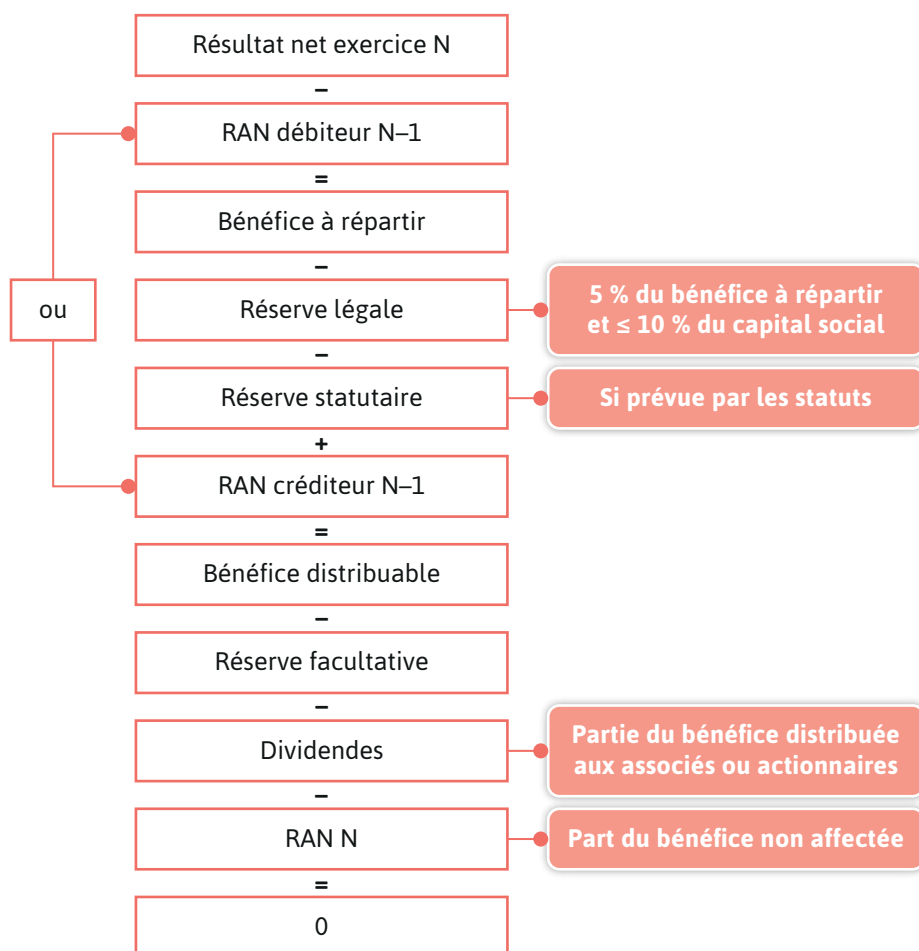 Résultat net exercice N
–
RAN débiteur N–1
=
Bénéfice à répartir
–
ou
Réserve légale
5 % du bénéfice à répartir
et ≤ 10 % du capital social
–
Réserve statutaire
Si prévue par les statuts
+
RAN créditeur N–1
=
Bénéfice distribuable
–
Réserve facultative
–
Dividendes
Partie du bénéfice distribuée
aux associés ou actionnaires
–
RAN N
Part du bénéfice non affectée
=
0